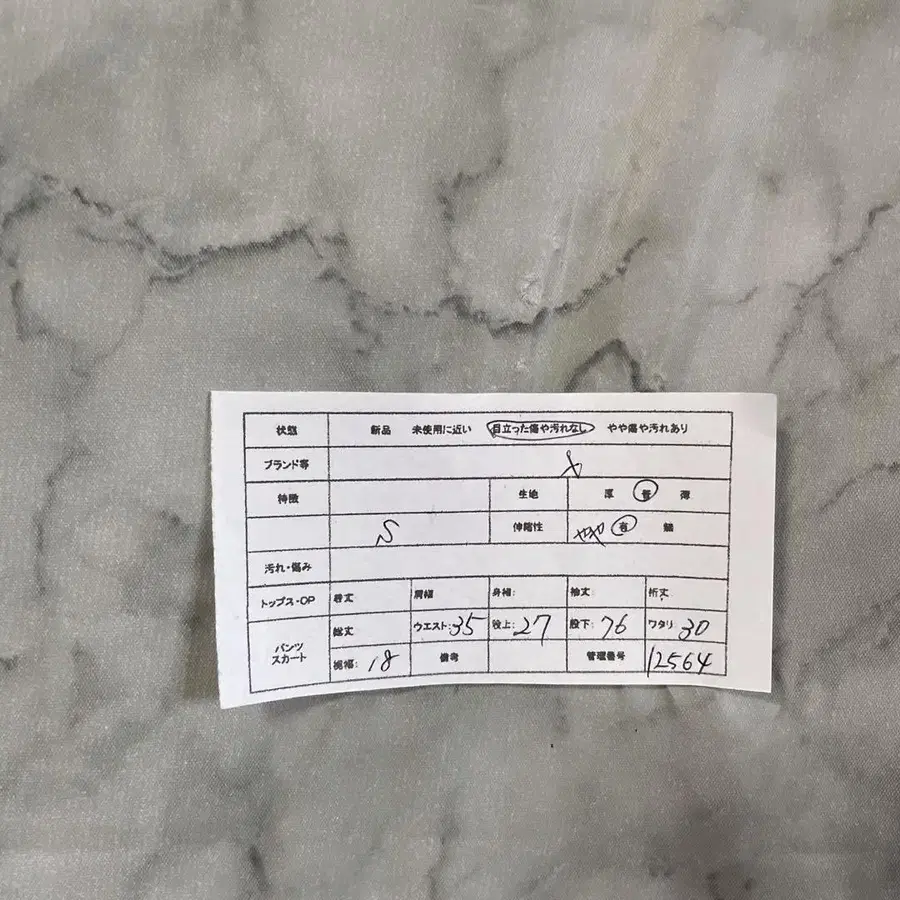 状態 新品 未使用に近い 目立った傷や汚れなし やや傷や汚れあり
ブランド等
特徴 生地 厚 普 薄
S 伸縮性 やや 有 無
汚れ・傷み
トップス・OP 着丈 肩幅 身幅: 袖丈 裄丈
パンツ スカート 総丈 ウエスト:35 股上:27 股下:76 ワタリ 30
裾幅: 18 備考 管理番号 12564